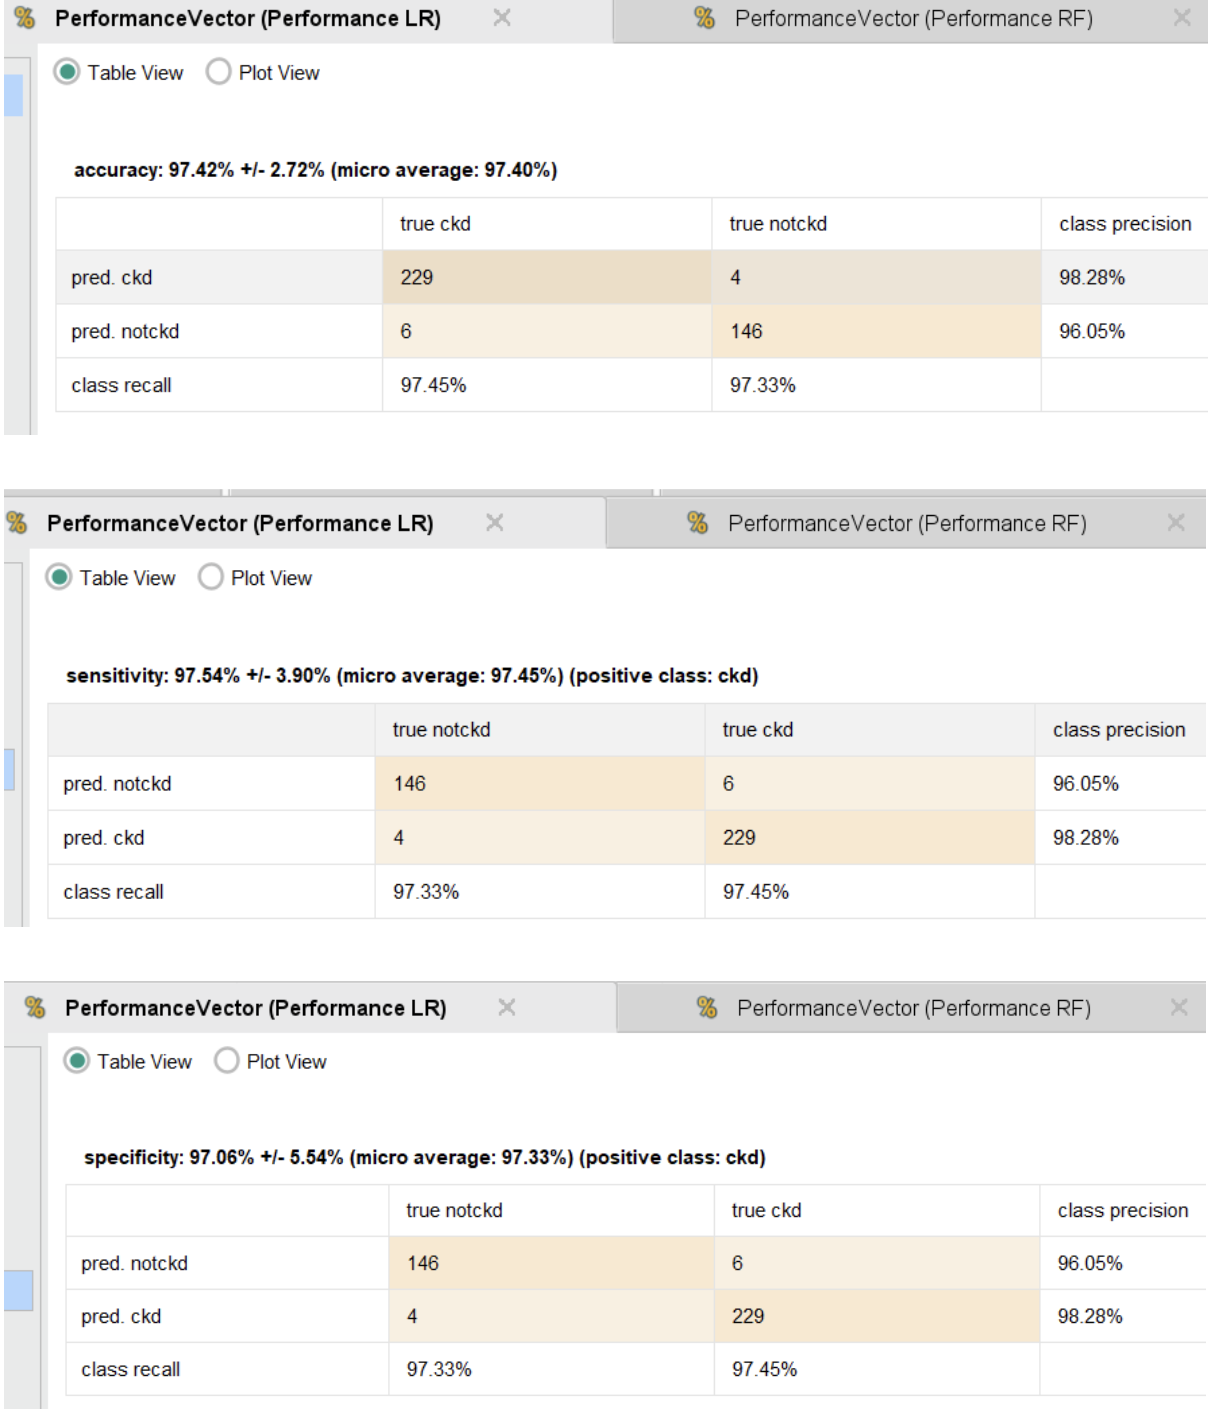 PerformanceVector (Performance LR) PerformanceVector (Performance RF)
Table View Plot View
accuracy: 97.42% +/- 2.72% (micro average: 97.40%)
true ckd true notckd class precision
pred. ckd 229 4 98.28%
pred. notckd 6 146 96.05%
class recall 97.45% 97.33%
PerformanceVector (Performance LR) PerformanceVector (Performance RF)
Table View Plot View
sensitivity: 97.54% +/- 3.90% (micro average: 97.45%) (positive class: ckd)
true notckd true ckd class precision
pred. notckd 146 6 96.05%
pred. ckd 4 229 98.28%
class recall 97.33% 97.45%
PerformanceVector (Performance LR) PerformanceVector (Performance RF)
Table View Plot View
specificity: 97.06% +/- 5.54% (micro average: 97.33%) (positive class: ckd)
true notckd true ckd class precision
pred. notckd 146 6 96.05%
pred. ckd 4 229 98.28%
class recall 97.33% 97.45%